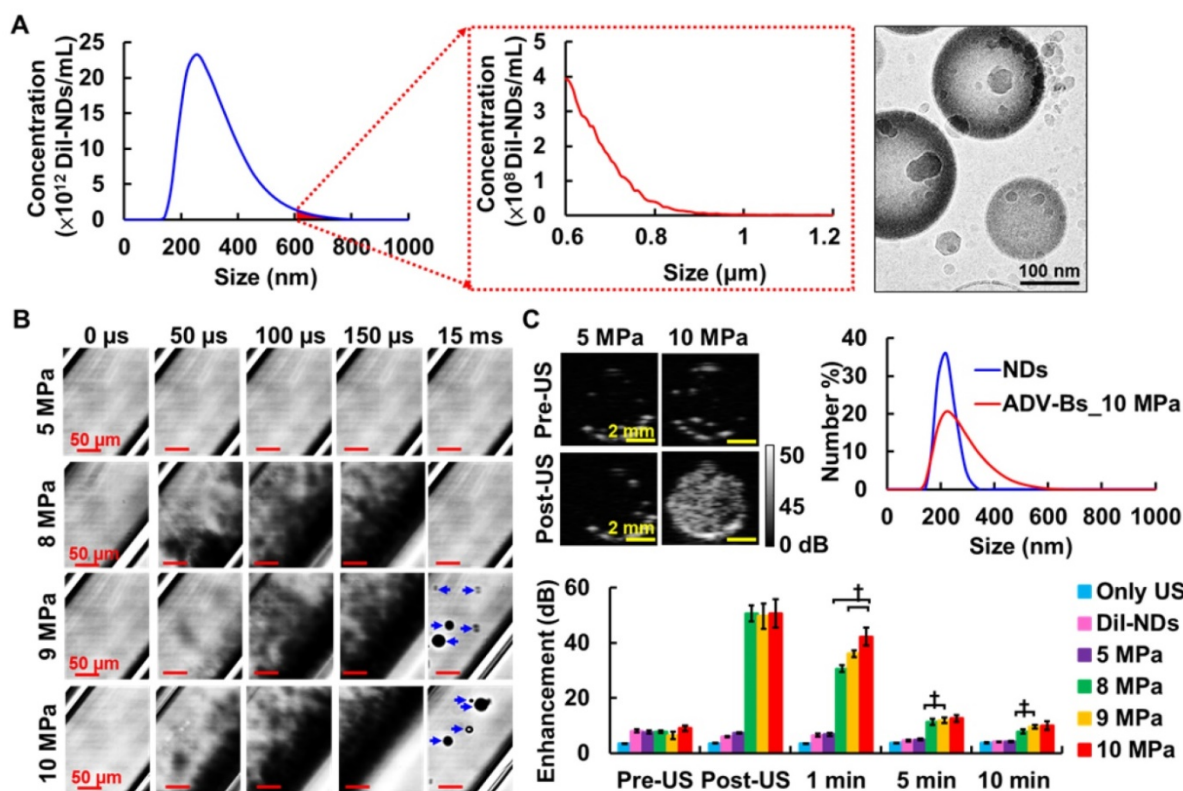 A
Concentration
(×10¹² DiI-NDs/mL)
25
20
15
10
5
0
0 200 400 600 800 1000
Size (nm)
Concentration
(×10⁸ DiI-NDs/mL)
5
4
3
2
1
0
0.6 0.8 1 1.2
Size (µm)
100 nm
B
0 µs 50 µs 100 µs 150 µs 15 ms
5 MPa
50 µm
8 MPa
50 µm
9 MPa
50 µm
10 MPa
50 µm
C
5 MPa 10 MPa
Pre-US
2 mm
Post-US
2 mm
50
45
0 dB
Number %
40
30
20
10
0
0 200 400 600 800 1000
Size (nm)
NDs
ADV-Bs_10 MPa
Enhancement (dB)
60
40
20
0
‡
‡
‡
Pre-US Post-US 1 min 5 min 10 min
Only US
DiI-NDs
5 MPa
8 MPa
9 MPa
10 MPa